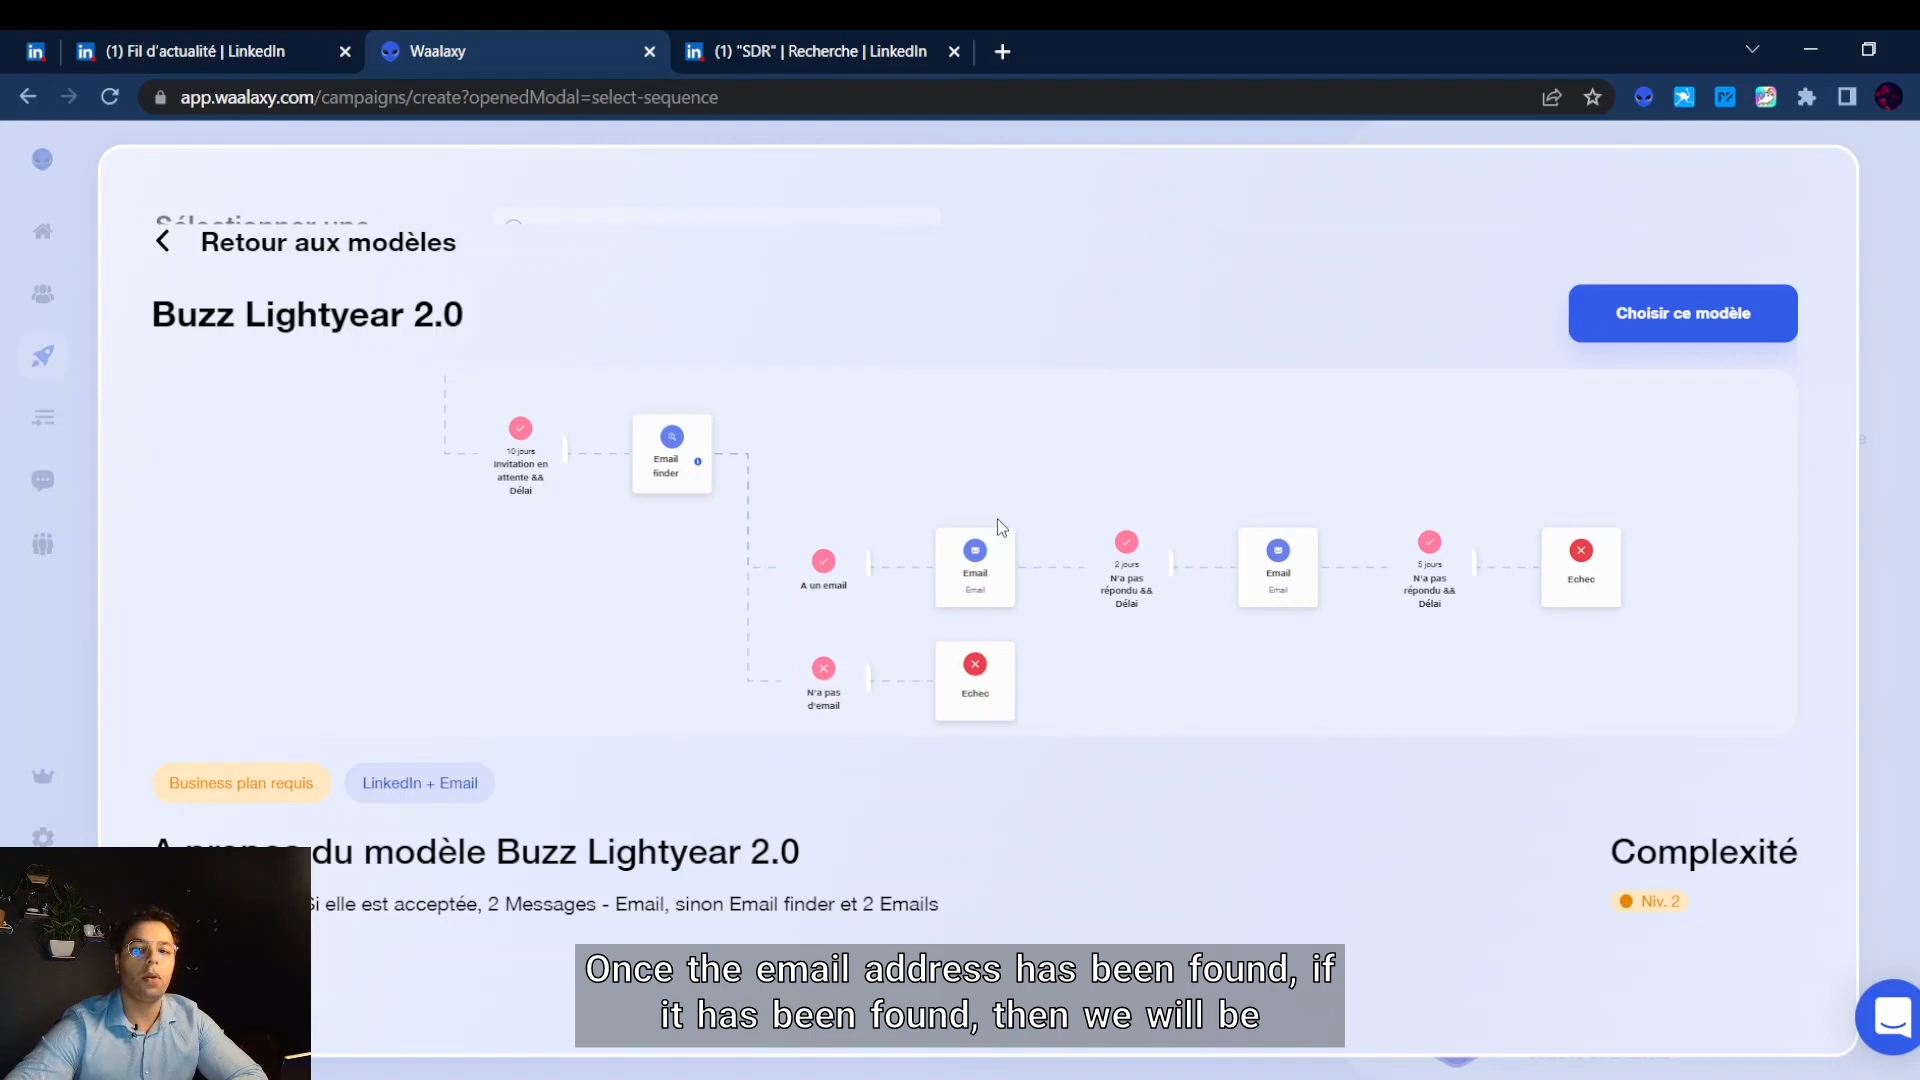 (1) Fil d'actualité | LinkedIn
Waalaxy
(1) "SDR" | Recherche | LinkedIn
app.waalaxy.com/campaigns/create?openedModal=select-sequence
Sélectionner une
Retour aux modèles
Buzz Lightyear 2.0
Choisir ce modèle
10 jours
Invitation en
attente &&
Délai
Email
finder
A un email
Email
Email
2 jours
N'a pas
répondu &&
Délai
Email
Email
5 jours
N'a pas
répondu &&
Délai
Echec
N'a pas
d'email
Echec
Business plan requis
LinkedIn + Email
A propos du modèle Buzz Lightyear 2.0
Complexité
Si elle est acceptée, 2 Messages - Email, sinon Email finder et 2 Emails
Niv. 2
Once the email address has been found, if
it has been found, then we will be